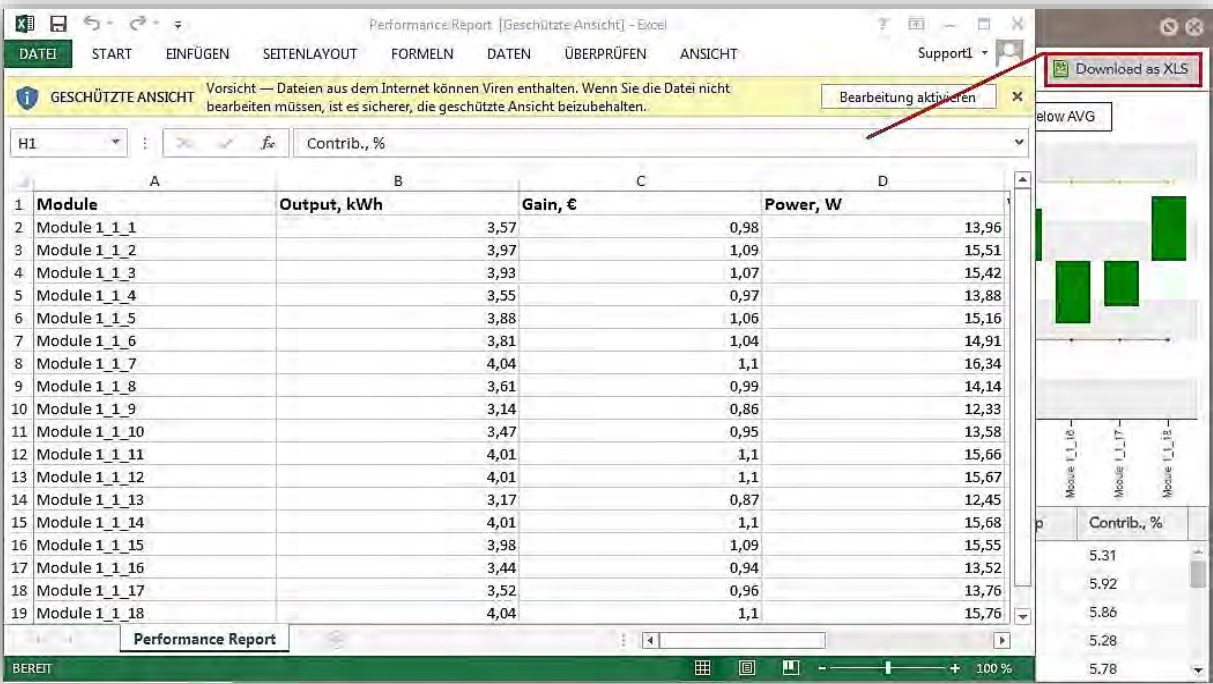 Performance Report [Geschützte Ansicht] - Excel
DATEI START EINFÜGEN SEITENLAYOUT FORMELN DATEN ÜBERPRÜFEN ANSICHT Support1
Download as XLS
GESCHÜTZTE ANSICHT Vorsicht — Dateien aus dem Internet können Viren enthalten. Wenn Sie die Datei nicht
bearbeiten müssen, ist es sicherer, die geschützte Ansicht beizubehalten.
Bearbeitung aktivieren
elow AVG
H1 fx Contrib., %
A B C D
1 Module Output, kWh Gain, € Power, W
2 Module 1_1_1 3,57 0,98 13,96
3 Module 1_1_2 3,97 1,09 15,51
4 Module 1_1_3 3,93 1,07 15,42
5 Module 1_1_4 3,55 0,97 13,88
6 Module 1_1_5 3,88 1,06 15,16
7 Module 1_1_6 3,81 1,04 14,91
8 Module 1_1_7 4,04 1,1 16,34
9 Module 1_1_8 3,61 0,99 14,14
10 Module 1_1_9 3,14 0,86 12,33
11 Module 1_1_10 3,47 0,95 13,58
12 Module 1_1_11 4,01 1,1 15,66
13 Module 1_1_12 4,01 1,1 15,67
14 Module 1_1_13 3,17 0,87 12,45
15 Module 1_1_14 4,01 1,1 15,68
16 Module 1_1_15 3,98 1,09 15,55
17 Module 1_1_16 3,44 0,94 13,52
18 Module 1_1_17 3,52 0,96 13,76
19 Module 1_1_18 4,04 1,1 15,76
Performance Report
BEREIT 100 %
Module 1_1_16
Module 1_1_17
Module 1_1_18
p Contrib., %
5.31
5.92
5.86
5.28
5.78